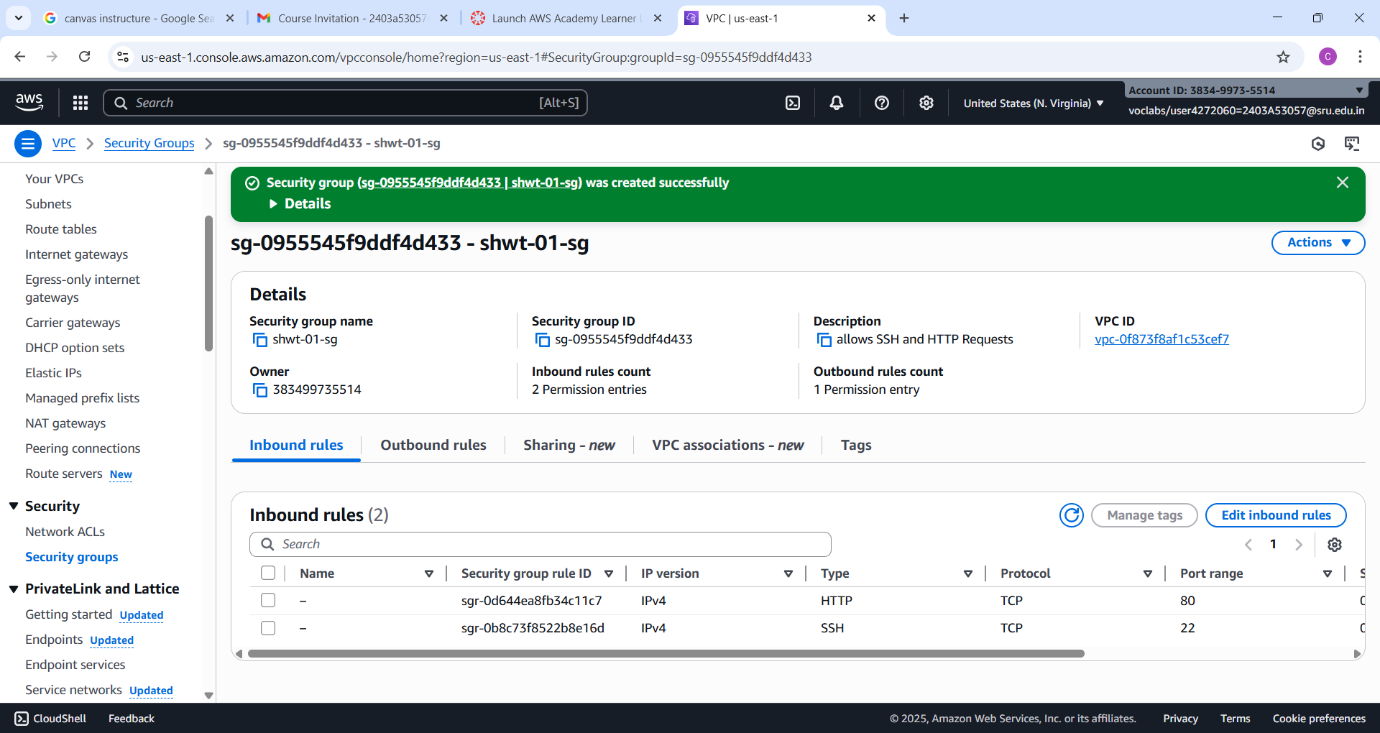 canvas instructure - Google Sea
Course Invitation - 2403a53057
Launch AWS Academy Learner
VPC | us-east-1
us-east-1.console.aws.amazon.com/vpcconsole/home?region=us-east-1#SecurityGroup:groupId=sg-0955545f9ddf4d433
C
aws
Search
[Alt+S]
United States (N. Virginia)
Account ID: 3834-9973-5514
voclabs/user4272060=2403A53057@sru.edu.in
VPC
Security Groups
sg-0955545f9ddf4d433 - shwt-01-sg
Your VPCs
Subnets
Route tables
Internet gateways
Egress-only internet
gateways
Carrier gateways
DHCP option sets
Elastic IPs
Managed prefix lists
NAT gateways
Peering connections
Route servers New
Security
Network ACLs
Security groups
PrivateLink and Lattice
Getting started Updated
Endpoints Updated
Endpoint services
Service networks Updated
Security group (sg-0955545f9ddf4d433 | shwt-01-sg) was created successfully
Details
sg-0955545f9ddf4d433 - shwt-01-sg
Actions
Details
Security group name
shwt-01-sg
Security group ID
sg-0955545f9ddf4d433
Description
allows SSH and HTTP Requests
VPC ID
vpc-0f873f8af1c53cef7
Owner
383499735514
Inbound rules count
2 Permission entries
Outbound rules count
1 Permission entry
Inbound rules
Outbound rules
Sharing - new
VPC associations - new
Tags
Inbound rules (2)
Manage tags
Edit inbound rules
Search
1
Name Security group rule ID IP version Type Protocol Port range
– sgr-0d644ea8fb34c11c7 IPv4 HTTP TCP 80
– sgr-0b8c73f8522b8e16d IPv4 SSH TCP 22
CloudShell
Feedback
© 2025, Amazon Web Services, Inc. or its affiliates.
Privacy
Terms
Cookie preferences